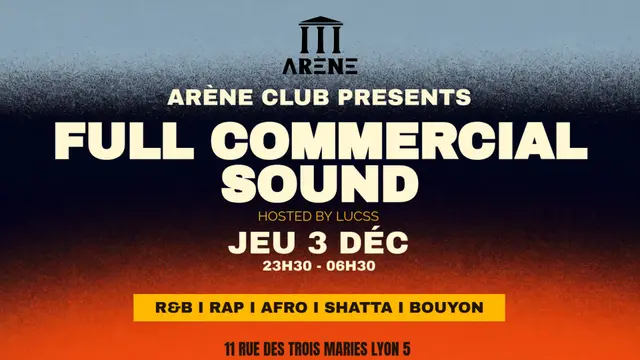 ARÈNE
ARÈNE CLUB PRESENTS
FULL COMMERCIAL
SOUND
HOSTED BY LUCSS
JEU 3 DÉC
23H30 - 06H30
R&B I RAP I AFRO I SHATTA I BOUYON
11 RUE DES TROIS MARIES LYON 5